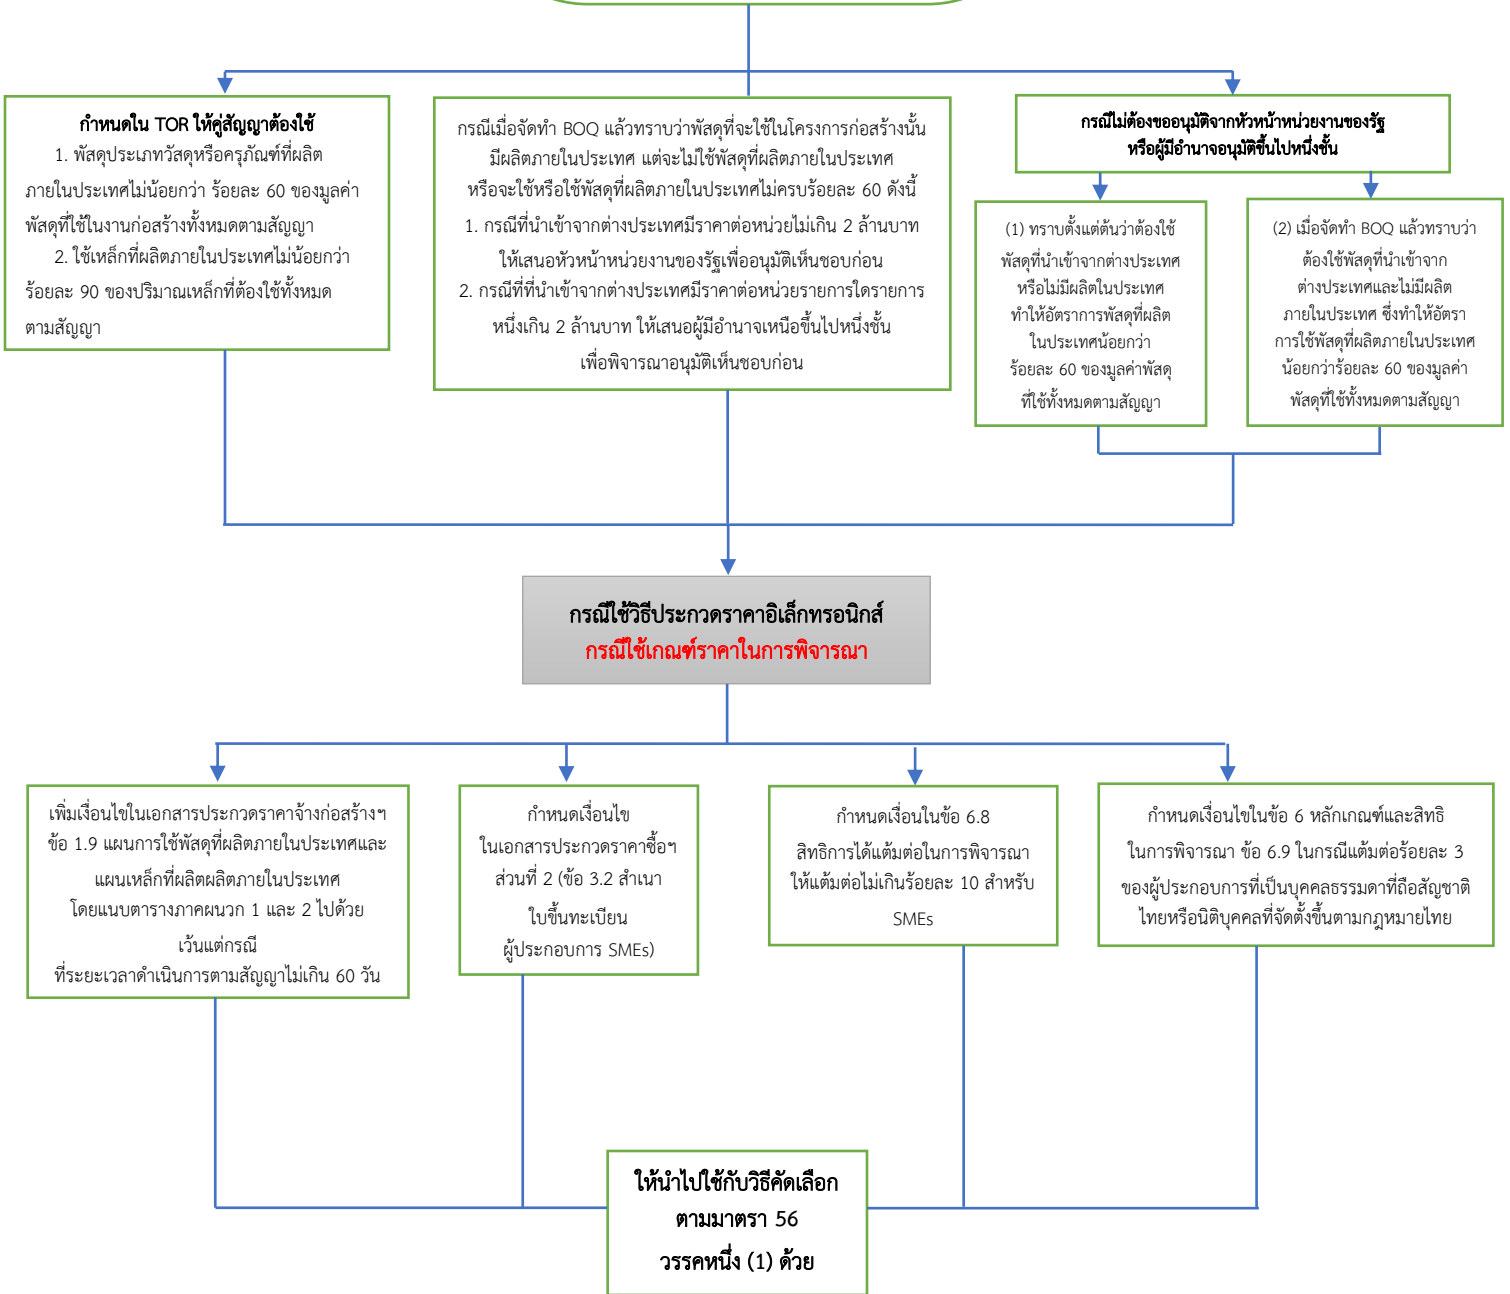 กำหนดใน TOR ให้คู่สัญญาต้องใช้
1. พัสดุประเภทวัสดุหรือครุภัณฑ์ที่ผลิต
ภายในประเทศไม่น้อยกว่า ร้อยละ 60 ของมูลค่า
พัสดุที่ใช้ในงานก่อสร้างทั้งหมดตามสัญญา
2. ใช้เหล็กที่ผลิตภายในประเทศไม่น้อยกว่า
ร้อยละ 90 ของปริมาณเหล็กที่ต้องใช้ทั้งหมด
ตามสัญญา
กรณีเมื่อจัดทำ BOQ แล้วทราบว่าพัสดุที่จะใช้ในโครงการก่อสร้างนั้น
มีผลิตภายในประเทศ แต่จะไม่ใช้พัสดุที่ผลิตภายในประเทศ
หรือจะใช้หรือใช้พัสดุที่ผลิตภายในประเทศไม่ครบร้อยละ 60 ดังนี้
1. กรณีที่นำเข้าจากต่างประเทศมีราคาต่อหน่วยไม่เกิน 2 ล้านบาท
ให้เสนอหัวหน้าหน่วยงานของรัฐเพื่ออนุมัติเห็นชอบก่อน
2. กรณีที่ที่นำเข้าจากต่างประเทศมีราคาต่อหน่วยรายการใดรายการ
หนึ่งเกิน 2 ล้านบาท ให้เสนอผู้มีอำนาจเหนือขึ้นไปหนึ่งชั้น
เพื่อพิจารณาอนุมัติเห็นชอบก่อน
กรณีไม่ต้องขออนุมัติจากหัวหน้าหน่วยงานของรัฐ
หรือผู้มีอำนาจอนุมัติขึ้นไปหนึ่งชั้น
(1) ทราบตั้งแต่ต้นว่าต้องใช้
พัสดุที่นำเข้าจากต่างประเทศ
หรือไม่มีผลิตในประเทศ
ทำให้อัตราการพัสดุที่ผลิต
ในประเทศน้อยกว่า
ร้อยละ 60 ของมูลค่าพัสดุ
ที่ใช้ทั้งหมดตามสัญญา
(2) เมื่อจัดทำ BOQ แล้วทราบว่า
ต้องใช้พัสดุที่นำเข้าจาก
ต่างประเทศและไม่มีผลิต
ภายในประเทศ ซึ่งทำให้อัตรา
การใช้พัสดุที่ผลิตภายในประเทศ
น้อยกว่าร้อยละ 60 ของมูลค่า
พัสดุที่ใช้ทั้งหมดตามสัญญา
กรณีใช้วิธีประกวดราคาอิเล็กทรอนิกส์
กรณีใช้เกณฑ์ราคาในการพิจารณา
เพิ่มเงื่อนไขในเอกสารประกวดราคาจ้างก่อสร้างฯ
ข้อ 1.9 แผนการใช้พัสดุที่ผลิตภายในประเทศและ
แผนเหล็กที่ผลิตผลิตภายในประเทศ
โดยแนบตารางภาคผนวก 1 และ 2 ไปด้วย
เว้นแต่กรณี
ที่ระยะเวลาดำเนินการตามสัญญาไม่เกิน 60 วัน
กำหนดเงื่อนไข
ในเอกสารประกวดราคาซื้อฯ
ส่วนที่ 2 (ข้อ 3.2 สำเนา
ใบขึ้นทะเบียน
ผู้ประกอบการ SMEs)
กำหนดเงื่อนในข้อ 6.8
สิทธิการได้แต้มต่อในการพิจารณา
ให้แต้มต่อไม่เกินร้อยละ 10 สำหรับ
SMEs
กำหนดเงื่อนไขในข้อ 6 หลักเกณฑ์และสิทธิ
ในการพิจารณา ข้อ 6.9 ในกรณีแต้มต่อร้อยละ 3
ของผู้ประกอบการที่เป็นบุคคลธรรมดาที่ถือสัญชาติ
ไทยหรือนิติบุคคลที่จัดตั้งขึ้นตามกฎหมายไทย
ให้นำไปใช้กับวิธีคัดเลือก
ตามมาตรา 56
วรรคหนึ่ง (1) ด้วย